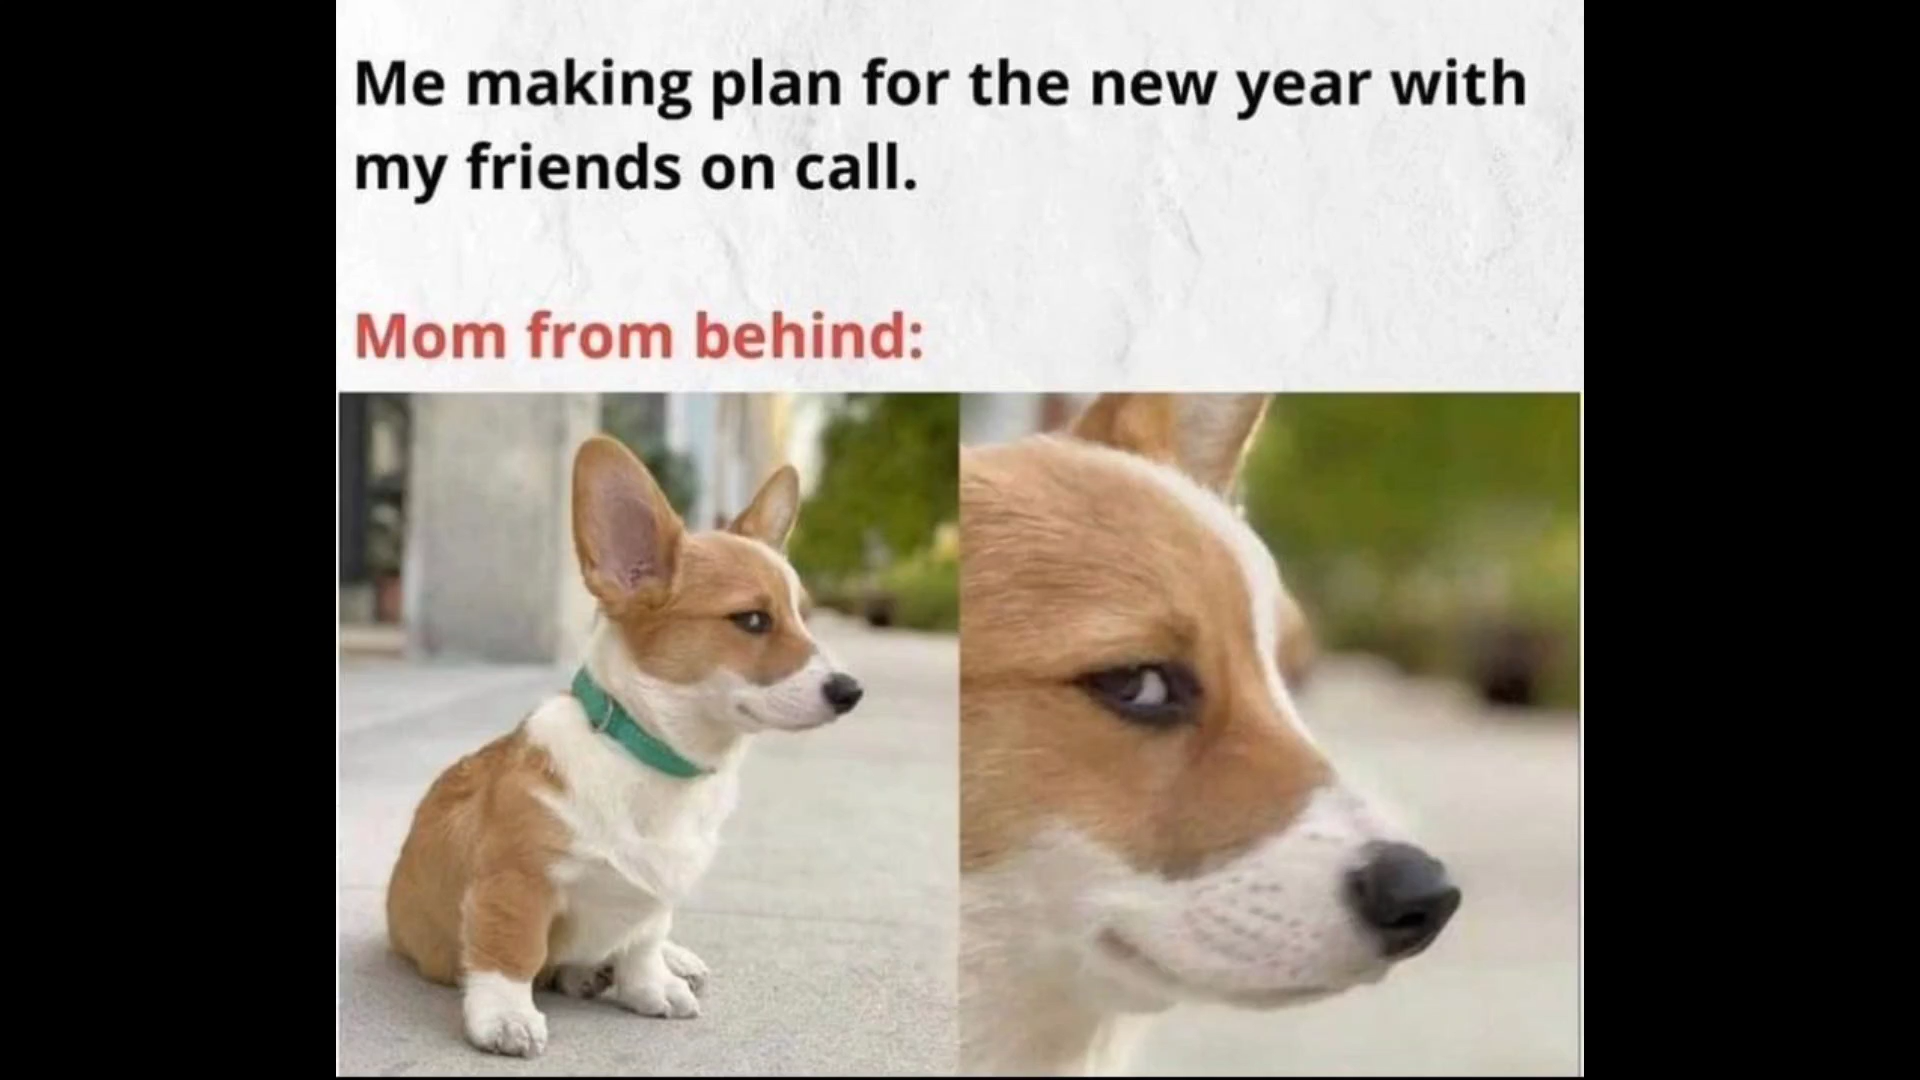 Me making plan for the new year with
my friends on call.
Mom from behind: